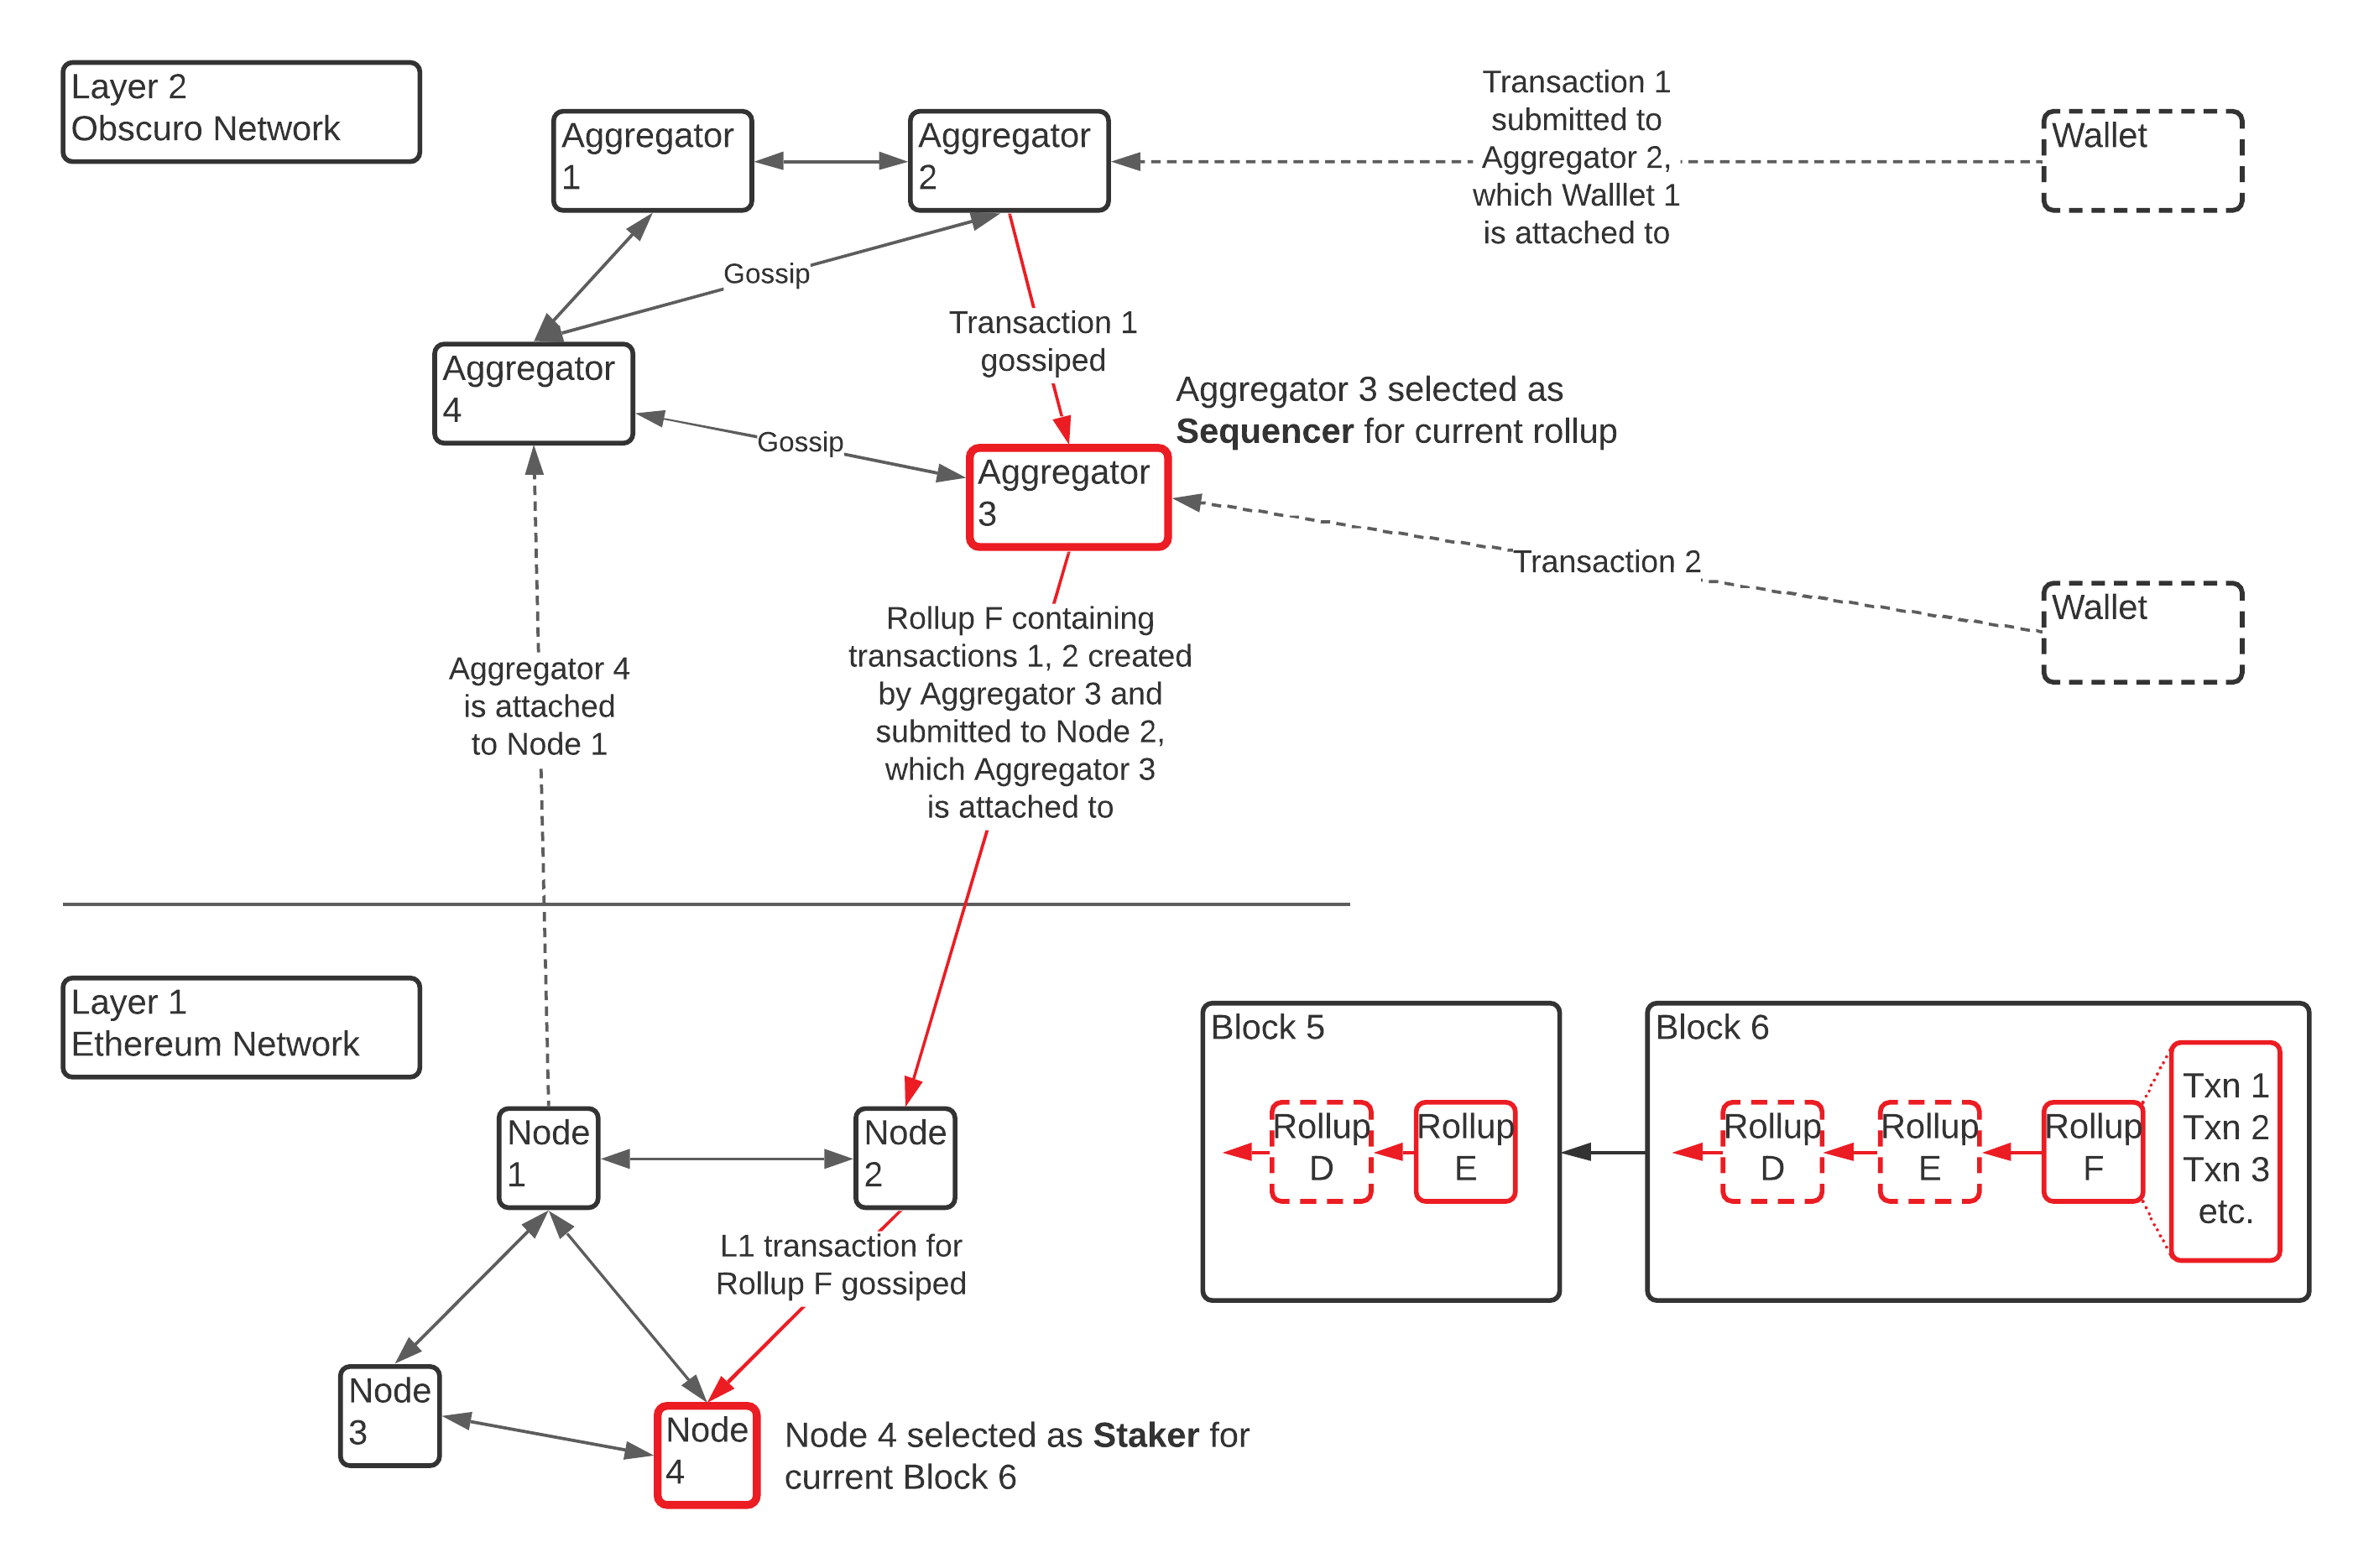 Layer 2
Obscuro Network
Aggregator
1
Aggregator
2
Transaction 1
submitted to
Aggregator 2,
which Walllet 1
is attached to
Wallet
Gossip
Transaction 1
gossiped
Aggregator
4
Gossip
Aggregator 3 selected as
Sequencer for current rollup
Aggregator
3
Transaction 2
Wallet
Aggregator 4
is attached
to Node 1
Rollup F containing
transactions 1, 2 created
by Aggregator 3 and
submitted to Node 2,
which Aggregator 3
is attached to
Layer 1
Ethereum Network
Node
1
Node
2
L1 transaction for
Rollup F gossiped
Node
3
Node
4
Node 4 selected as Staker for
current Block 6
Block 5
Rollup
D
Rollup
E
Block 6
Rollup
D
Rollup
E
Rollup
F
Txn 1
Txn 2
Txn 3
etc.